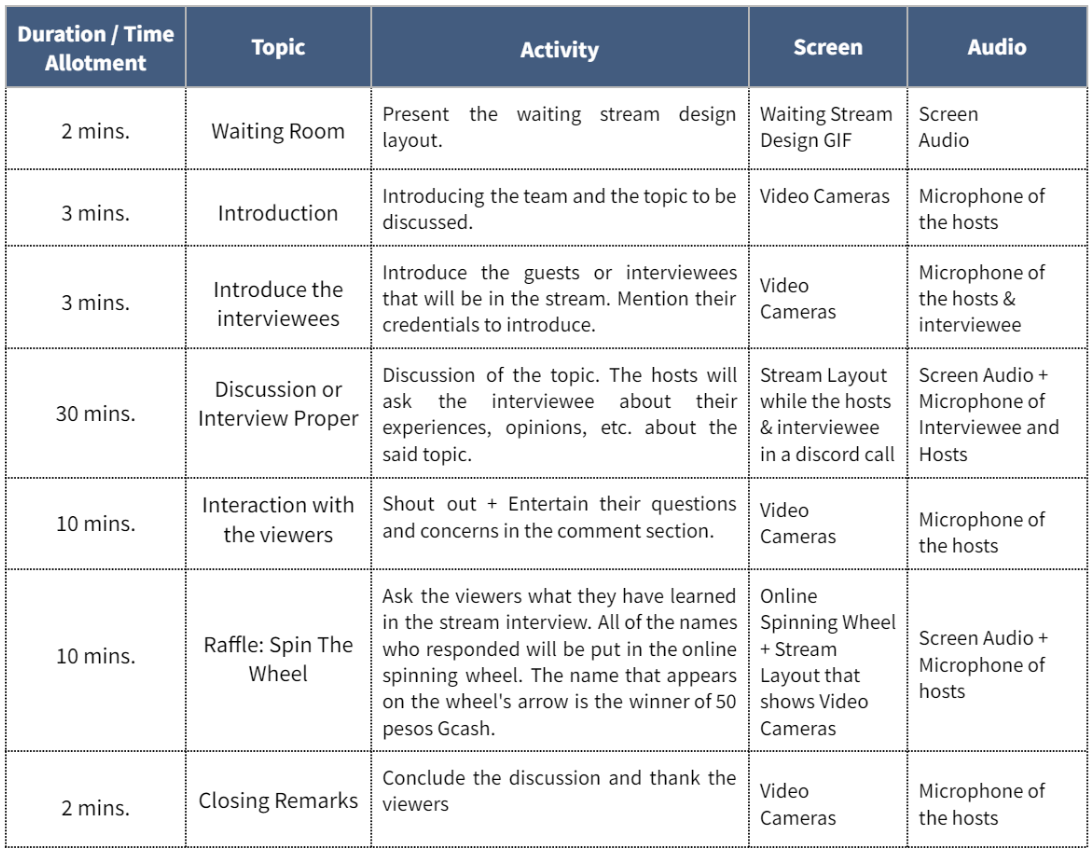 Duration / Time
Allotment
Topic
Activity
Screen
Audio
2 mins.
Waiting Room
Present the waiting stream design
layout.
Waiting Stream
Design GIF
Screen
Audio
3 mins.
Introduction
Introducing the team and the topic to be
discussed.
Video Cameras
Microphone of
the hosts
3 mins.
Introduce the
interviewees
Introduce the guests or interviewees
that will be in the stream. Mention their
credentials to introduce.
Video
Cameras
Microphone of
the hosts &
interviewee
30 mins.
Discussion or
Interview Proper
Discussion of the topic. The hosts will
ask the interviewee about their
experiences, opinions, etc. about the
said topic.
Stream Layout
while the hosts
& interviewee
in a discord call
Screen Audio +
Microphone of
Interviewee and
Hosts
10 mins.
Interaction with
the viewers
Shout out + Entertain their questions
and concerns in the comment section.
Video
Cameras
Microphone of
the hosts
10 mins.
Raffle: Spin The
Wheel
Ask the viewers what they have learned
in the stream interview. All of the names
who responded will be put in the online
spinning wheel. The name that appears
on the wheel's arrow is the winner of 50
pesos Gcash.
Online
Spinning Wheel
+ Stream
Layout that
shows Video
Cameras
Screen Audio +
Microphone of
hosts
2 mins.
Closing Remarks
Conclude the discussion and thank the
viewers
Video
Cameras
Microphone of
the hosts